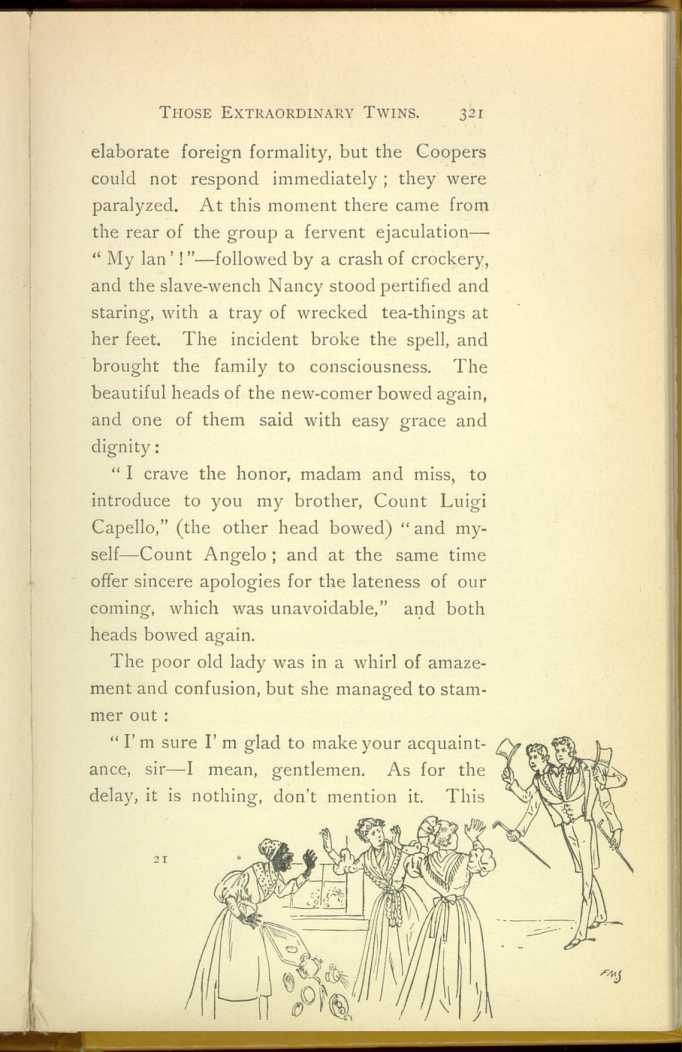 THOSE EXTRAORDINARY TWINS. 321
elaborate foreign formality, but the Coopers
could not respond immediately ; they were
paralyzed. At this moment there came from
the rear of the group a fervent ejaculation—
“ My lan ’ ! ”—followed by a crash of crockery,
and the slave-wench Nancy stood pertified and
staring, with a tray of wrecked tea-things at
her feet. The incident broke the spell, and
brought the family to consciousness. The
beautiful heads of the new-comer bowed again,
and one of them said with easy grace and
dignity :
“ I crave the honor, madam and miss, to
introduce to you my brother, Count Luigi
Capello,” (the other head bowed) “ and my-
self—Count Angelo ; and at the same time
offer sincere apologies for the lateness of our
coming, which was unavoidable,” and both
heads bowed again.
The poor old lady was in a whirl of amaze-
ment and confusion, but she managed to stam-
mer out :
“ I’m sure I’m glad to make your acquaint-
ance, sir—I mean, gentlemen. As for the
delay, it is nothing, don’t mention it. This
21
FMS